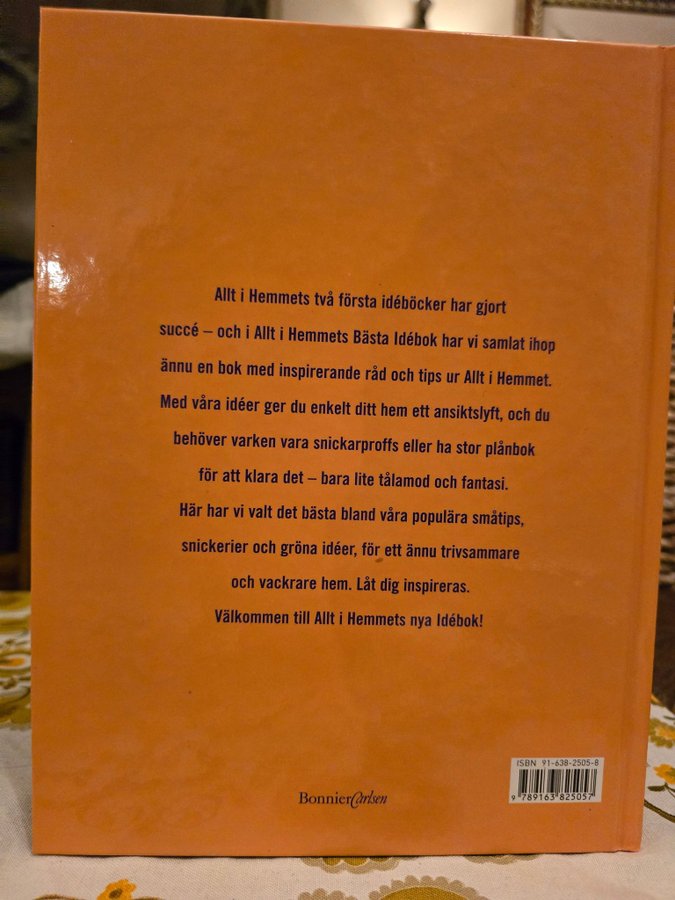 Allt i Hemmets två första idéböcker har gjort
succé – och i Allt i Hemmets Bästa Idébok har vi samlat ihop
ännu en bok med inspirerande råd och tips ur Allt i Hemmet.
Med våra idéer ger du enkelt ditt hem ett ansiktslyft, och du
behöver varken vara snickarproffs eller ha stor plånbok
för att klara det – bara lite tålamod och fantasi.
Här har vi valt det bästa bland våra populära småtips,
snickerier och gröna idéer, för ett ännu trivsammare
och vackrare hem. Låt dig inspireras.
Välkommen till Allt i Hemmets nya Idébok!
ISBN 91-638-2505-8
9 789163 825057
BonnierCarlsen